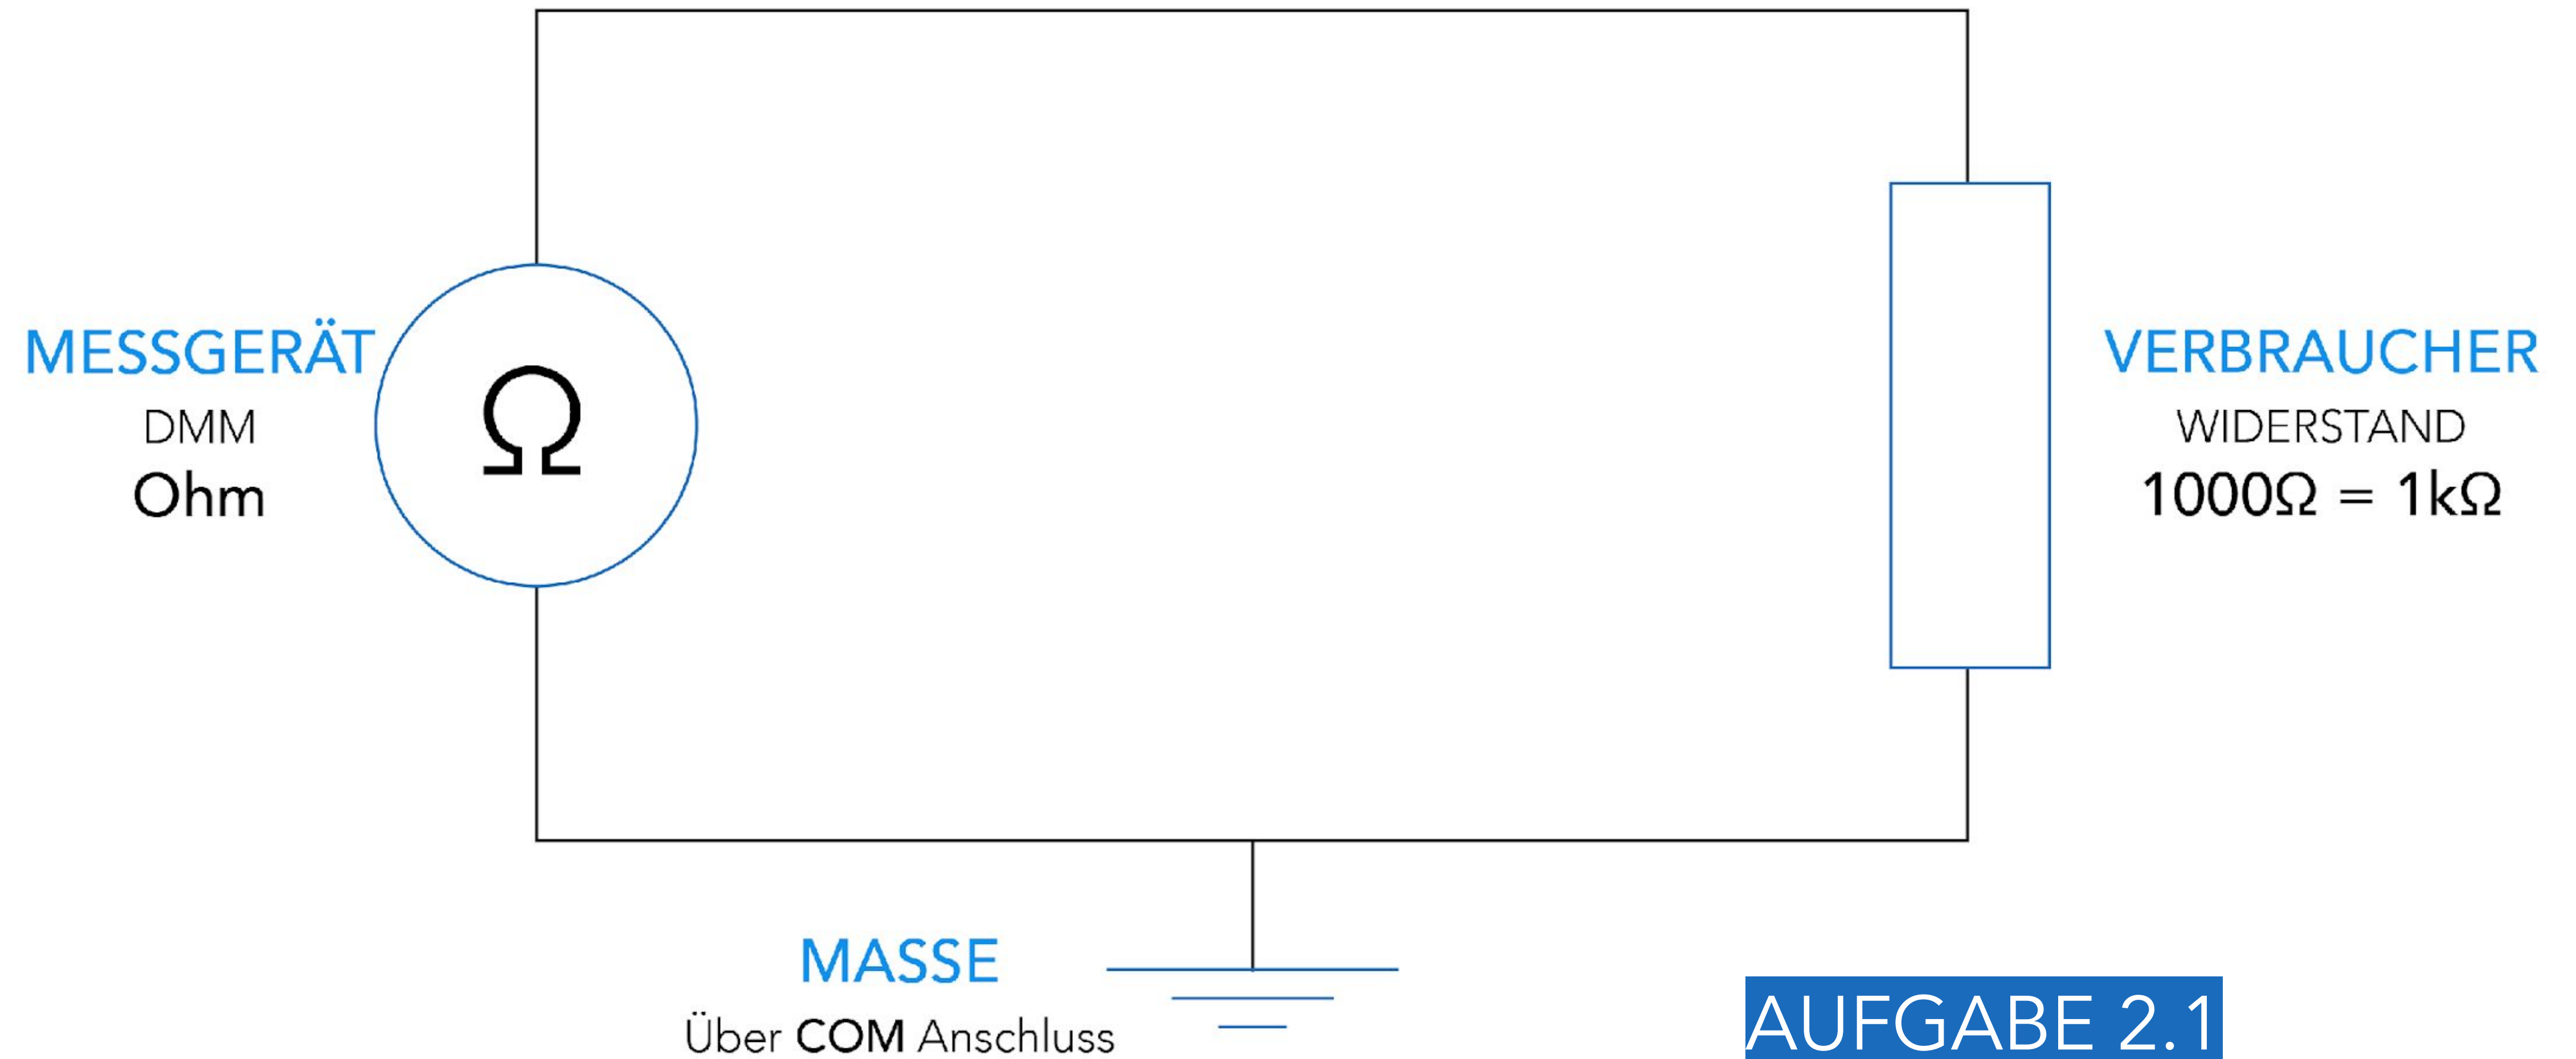 MESSGERÄT
DMM
Ohm
Ω
VERBRAUCHER
WIDERSTAND
1000Ω = 1kΩ
MASSE
Über COM Anschluss
AUFGABE 2.1